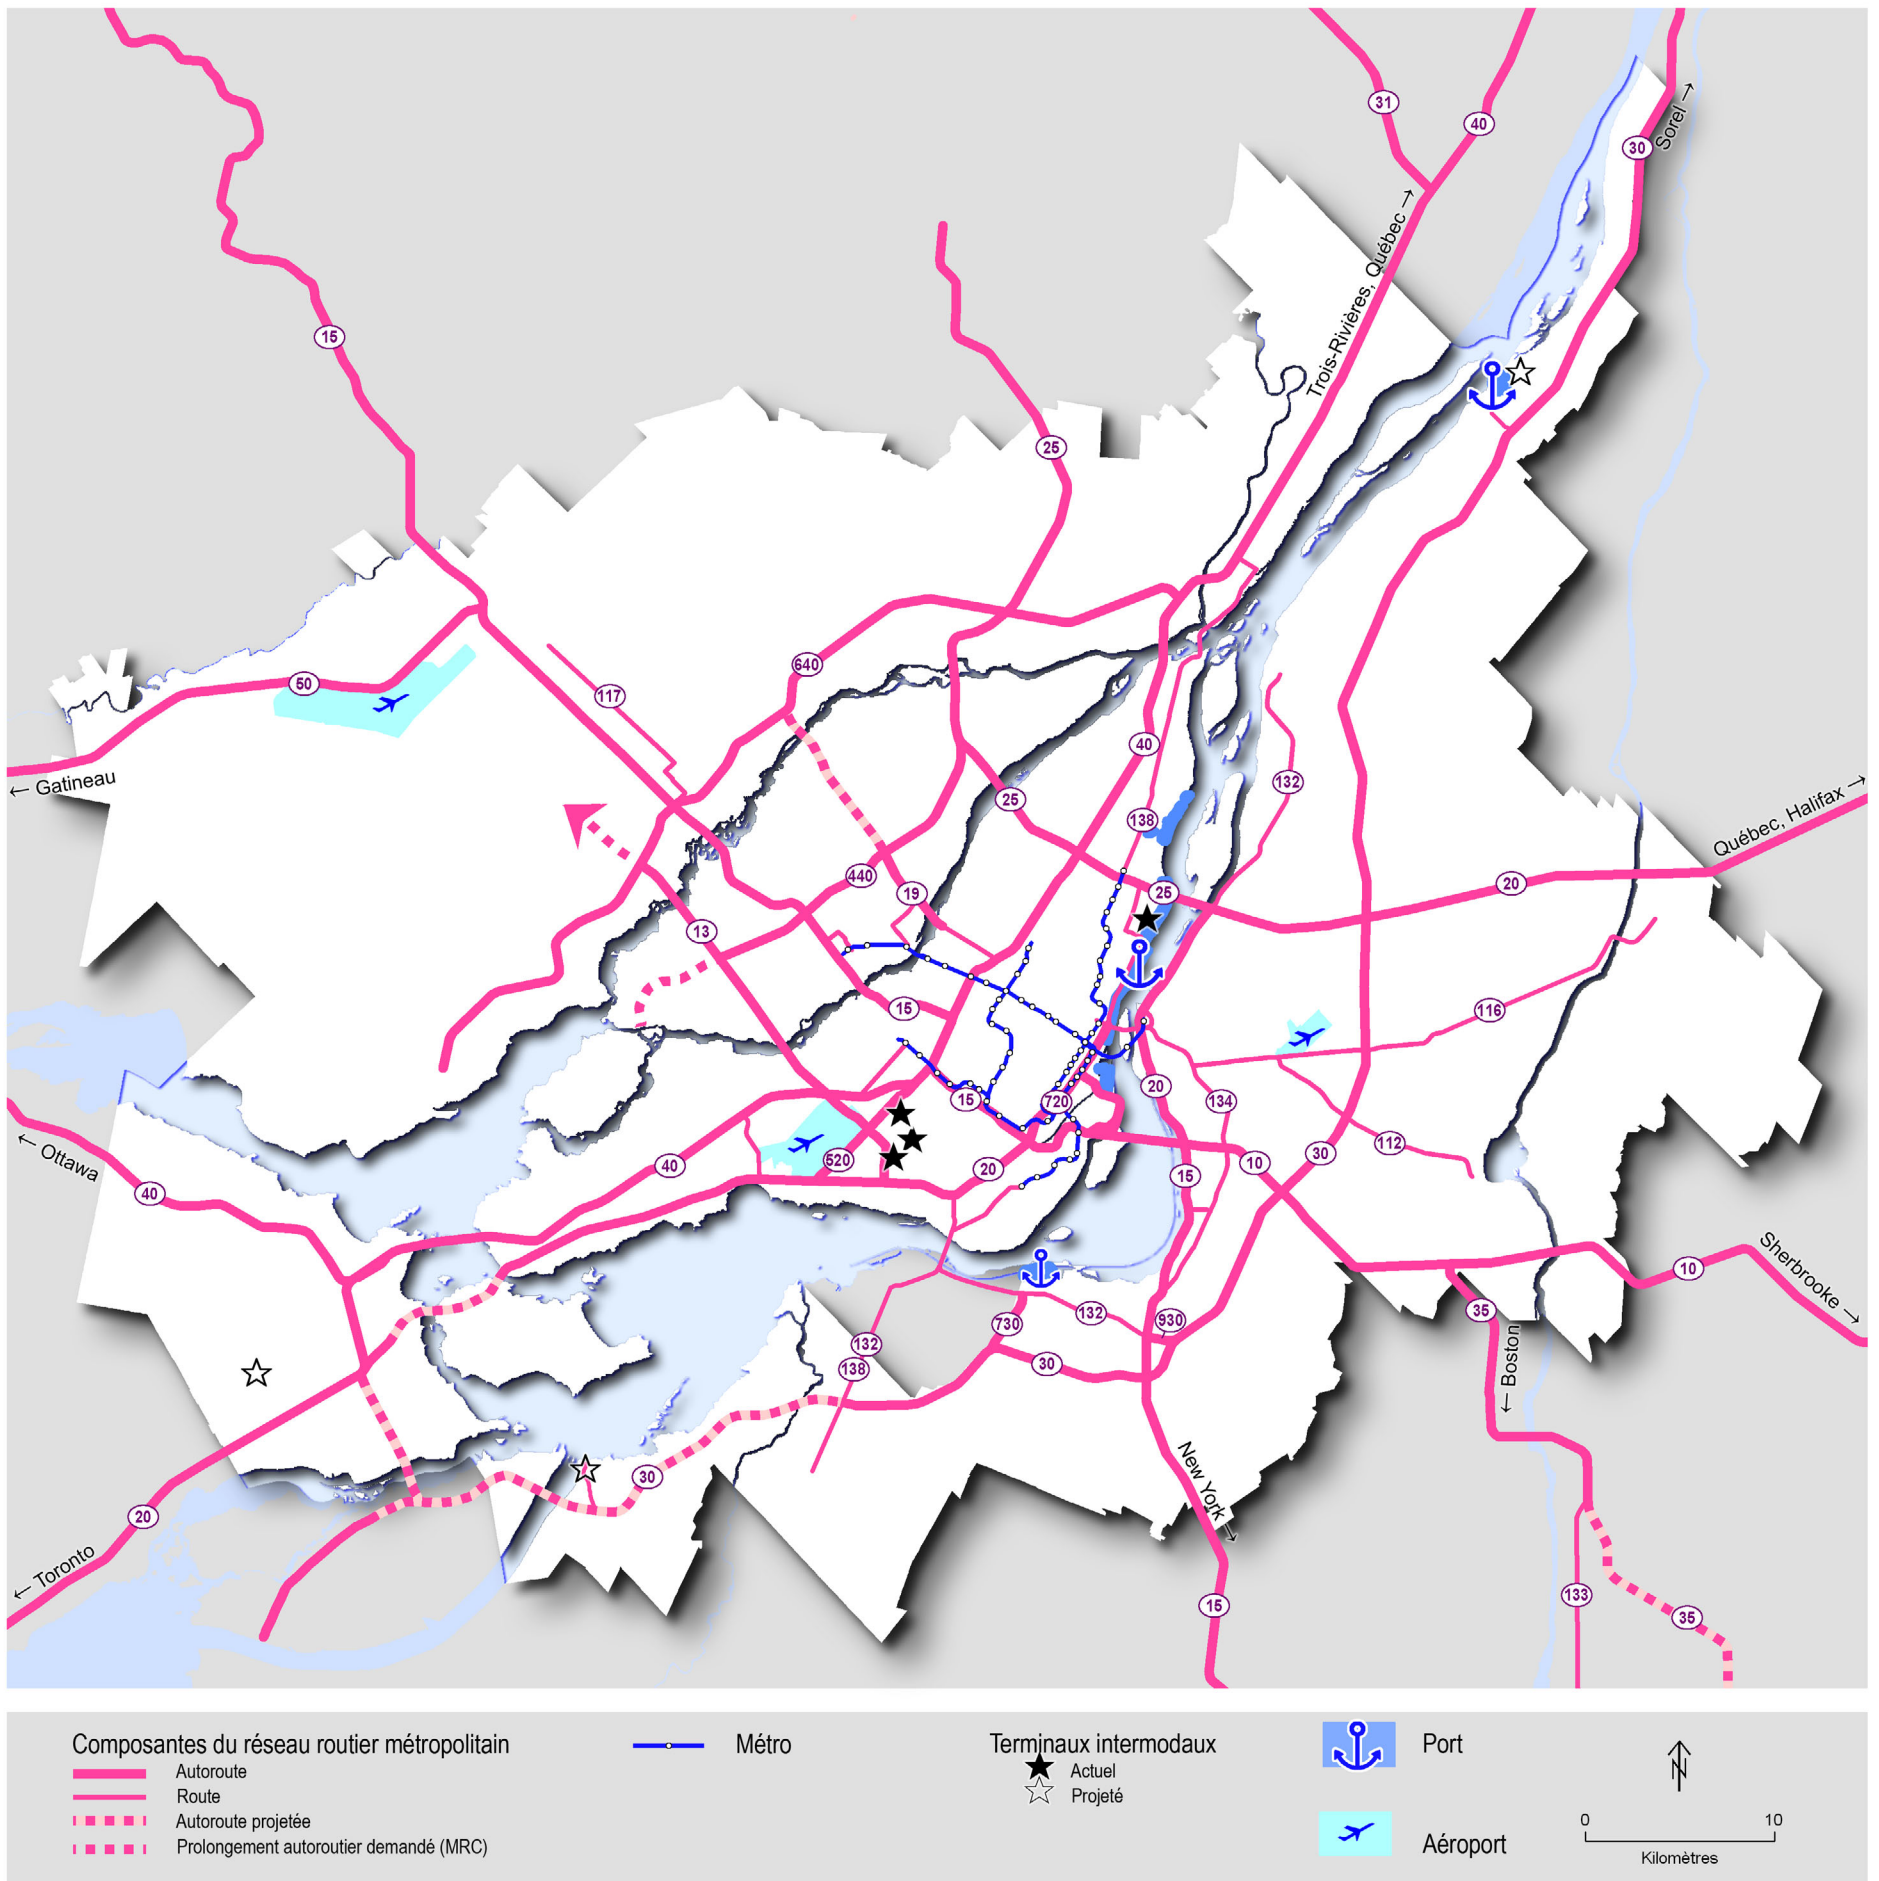 31
40
30
Sorel →
Trois-Rivières, Québec →
15
25
640
50
117
← Gatineau
40
132
25
138
Québec, Halifax →
440
19
25
20
13
15
116
20
15
720
134
← Ottawa
40
40
520
20
15
10
30
112
Sherbrooke →
10
35
132
930
730
132
138
30
← Boston
30
New York →
20
← Toronto
15
133
35
Composantes du réseau routier métropolitain
Autoroute
Route
Autoroute projetée
Prolongement autoroutier demandé (MRC)
Métro
Terminaux intermodaux
Actuel
Projeté
Port
Aéroport
N
0 10
Kilomètres